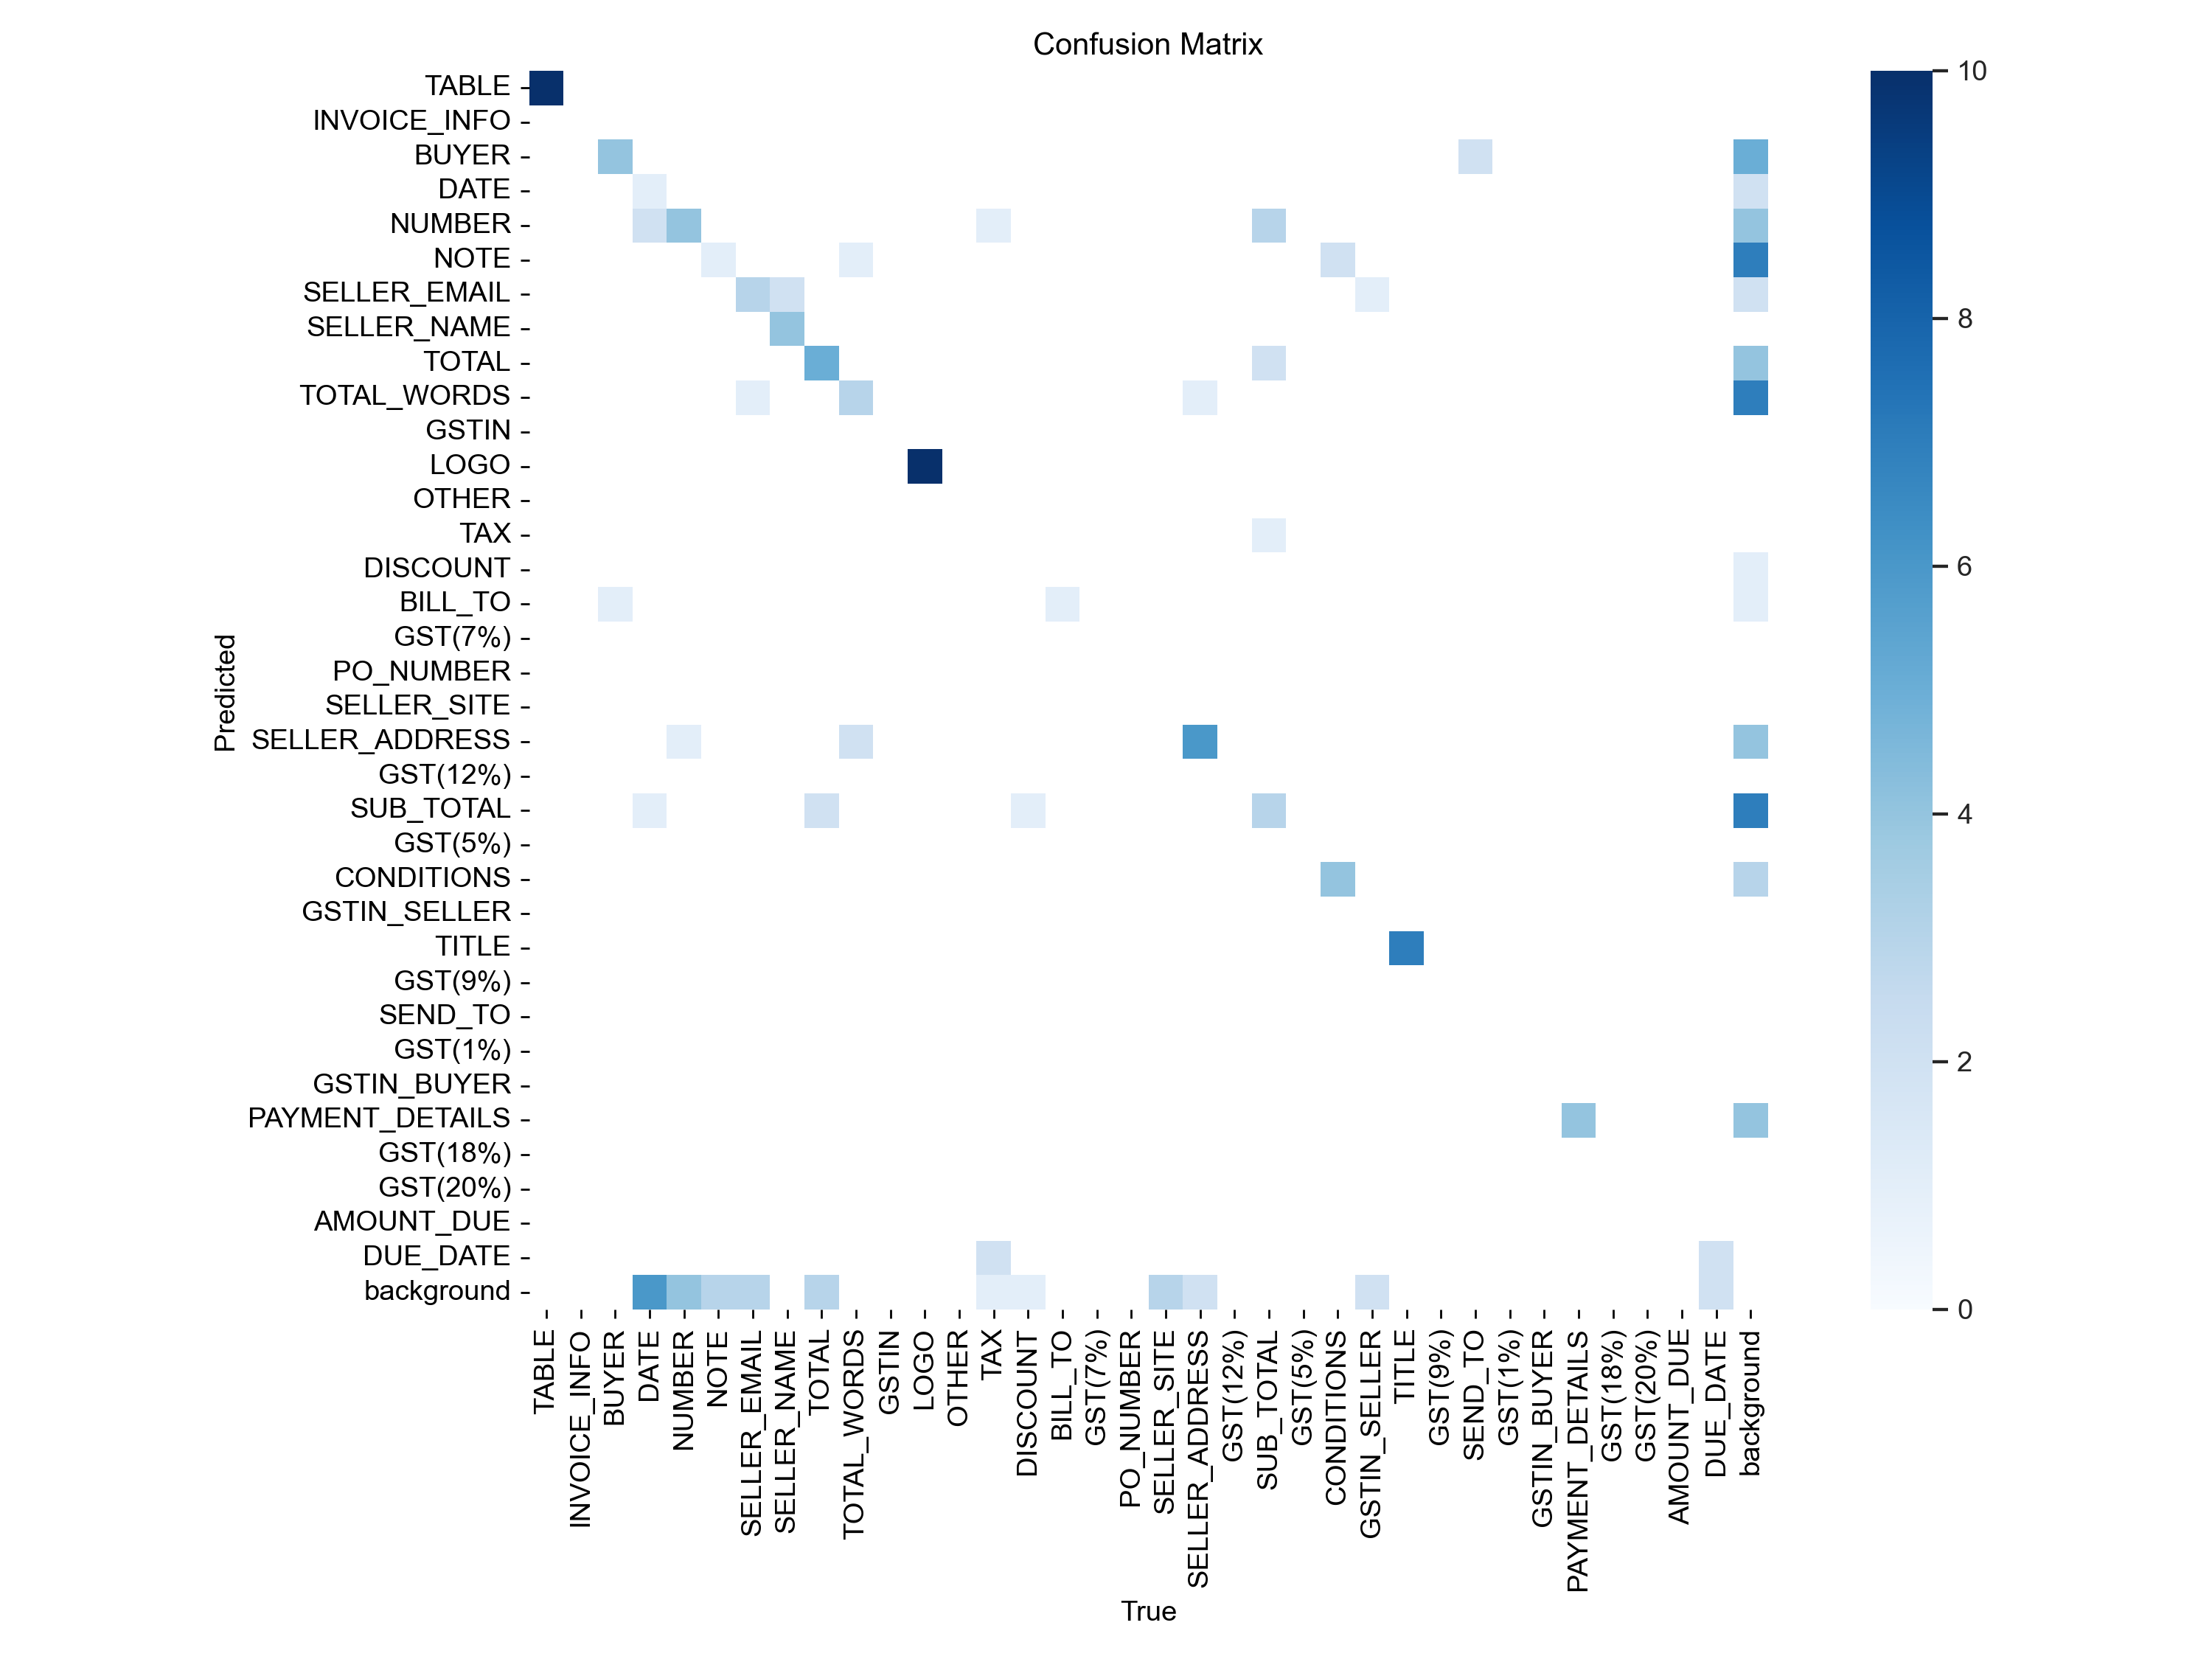 Confusion Matrix
Predicted
TABLE
INVOICE_INFO
BUYER
DATE
NUMBER
NOTE
SELLER_EMAIL
SELLER_NAME
TOTAL
TOTAL_WORDS
GSTIN
LOGO
OTHER
TAX
DISCOUNT
BILL_TO
GST(7%)
PO_NUMBER
SELLER_SITE
SELLER_ADDRESS
GST(12%)
SUB_TOTAL
GST(5%)
CONDITIONS
GSTIN_SELLER
TITLE
GST(9%)
SEND_TO
GST(1%)
GSTIN_BUYER
PAYMENT_DETAILS
GST(18%)
GST(20%)
AMOUNT_DUE
DUE_DATE
background
TABLE
INVOICE_INFO
BUYER
DATE
NUMBER
NOTE
SELLER_EMAIL
SELLER_NAME
TOTAL
TOTAL_WORDS
GSTIN
LOGO
OTHER
TAX
DISCOUNT
BILL_TO
GST(7%)
PO_NUMBER
SELLER_SITE
SELLER_ADDRESS
GST(12%)
SUB_TOTAL
GST(5%)
CONDITIONS
GSTIN_SELLER
TITLE
GST(9%)
SEND_TO
GST(1%)
GSTIN_BUYER
PAYMENT_DETAILS
GST(18%)
GST(20%)
AMOUNT_DUE
DUE_DATE
background
True
10
8
6
4
2
0